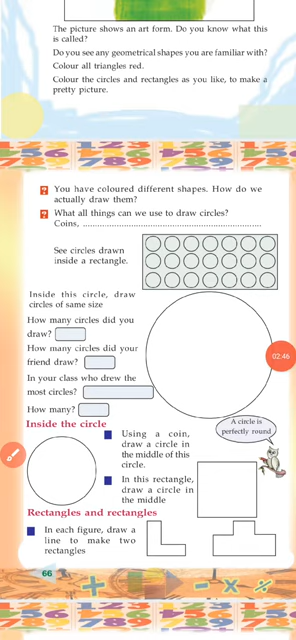 The picture shows an art form. Do you know what this
is called?
Do you see any geometrical shapes you are familiar with?
Colour all triangles red.
Colour the circles and rectangles as you like, to make a
pretty picture.
You have coloured different shapes. How do we
actually draw them?
What all things can we use to draw circles?
Coins, ..............................................................
See circles drawn
inside a rectangle.
Inside this circle, draw
circles of same size
How many circles did you
draw?
How many circles did your
friend draw?
In your class who drew the
most circles?
How many?
02:46
A circle is
perfectly round
Inside the circle
Using a coin,
draw a circle in
the middle of this
circle.
In this rectangle,
draw a circle in
the middle
Rectangles and rectangles
In each figure, draw a
line to make two
rectangles
66